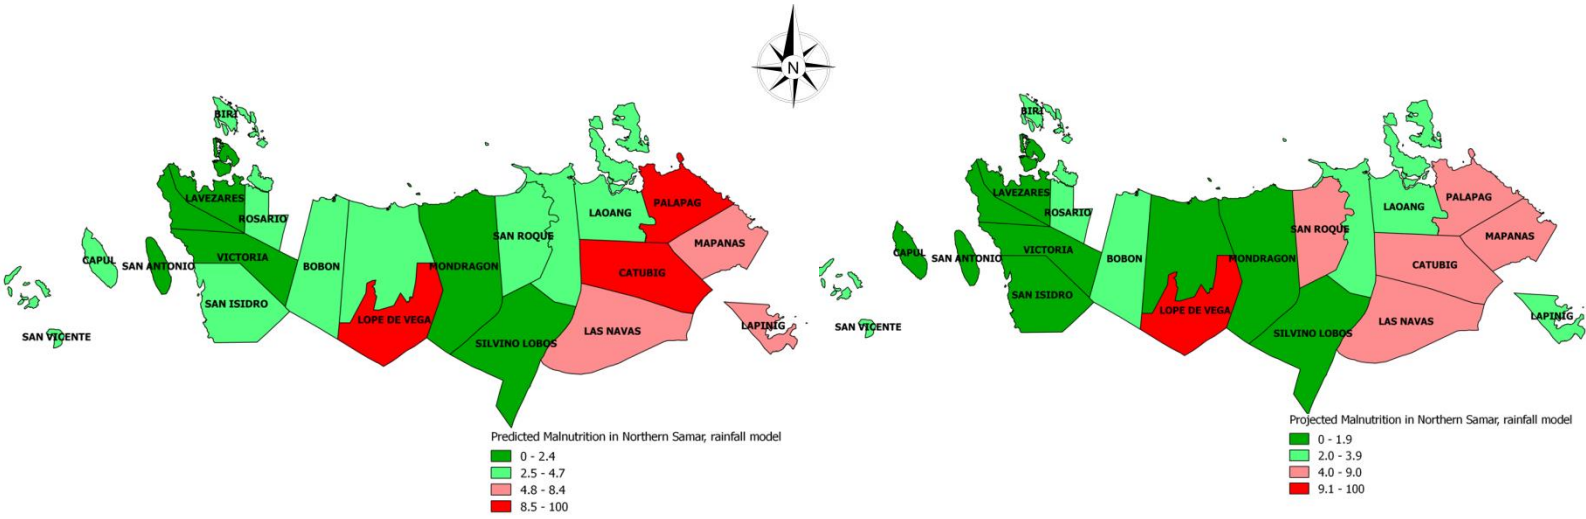 N
BIRI
LAVEZARES
ROSARIO
CAPUL
SAN ANTONIO
VICTORIA
SAN ISIDRO
SAN VICENTE
BOBON
LOPE DE VEGA
MONDRAGON
SAN ROQUE
SILVINO LOBOS
LAOANG
PALAPAG
MAPANAS
CATUBIG
LAS NAVAS
LAPINIG
Predicted Malnutrition in Northern Samar, rainfall model
0 - 2.4
2.5 - 4.7
4.8 - 8.4
8.5 - 100
BIRI
LAVEZARES
ROSARIO
CAPUL
SAN ANTONIO
VICTORIA
SAN ISIDRO
SAN VICENTE
BOBON
LOPE DE VEGA
MONDRAGON
SAN ROQUE
SILVINO LOBOS
LAOANG
PALAPAG
MAPANAS
CATUBIG
LAS NAVAS
LAPINIG
Projected Malnutrition in Northern Samar, rainfall model
0 - 1.9
2.0 - 3.9
4.0 - 9.0
9.1 - 100